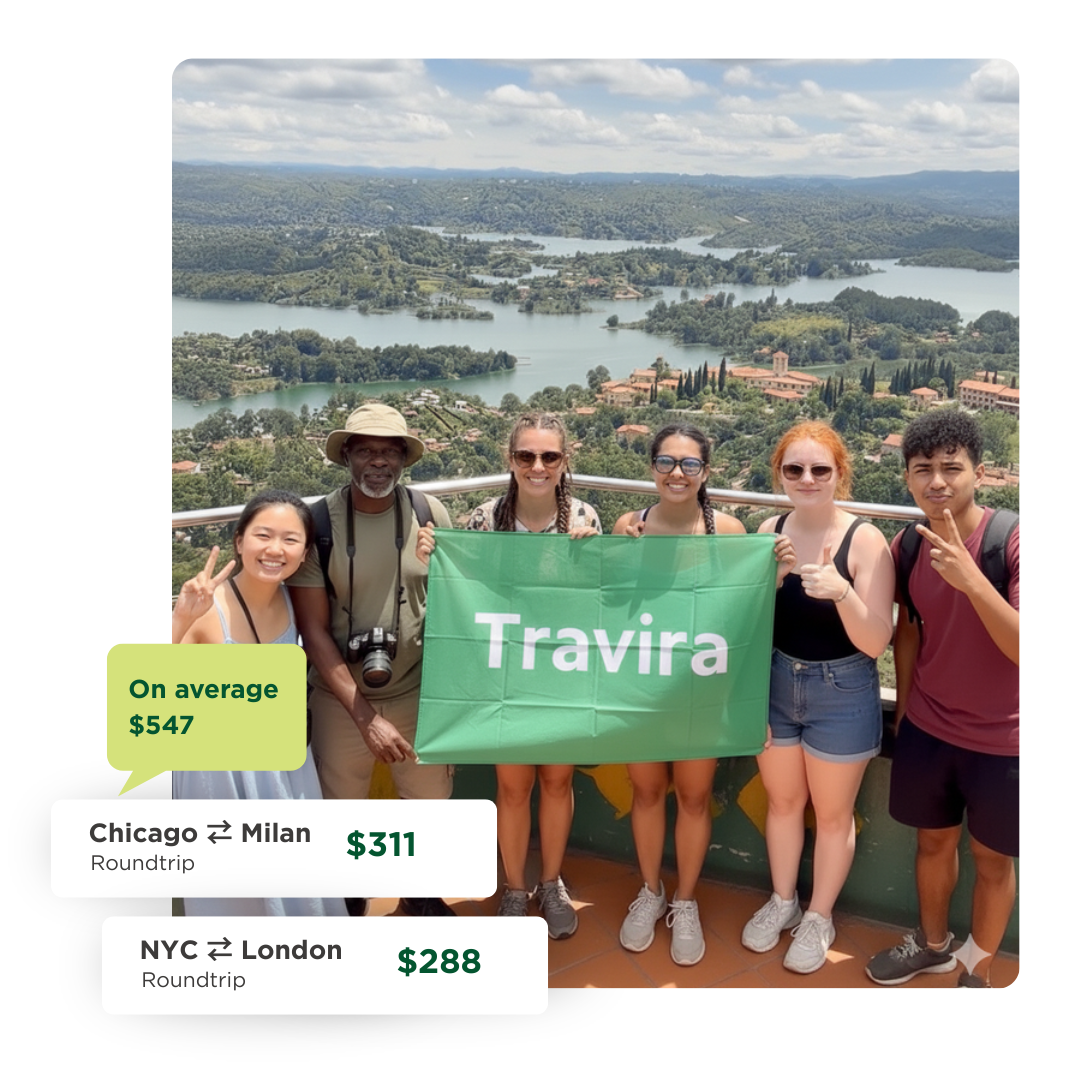 Travira
On average
$547
Chicago ⇄ Milan
$311
Roundtrip
NYC ⇄ London
$288
Roundtrip